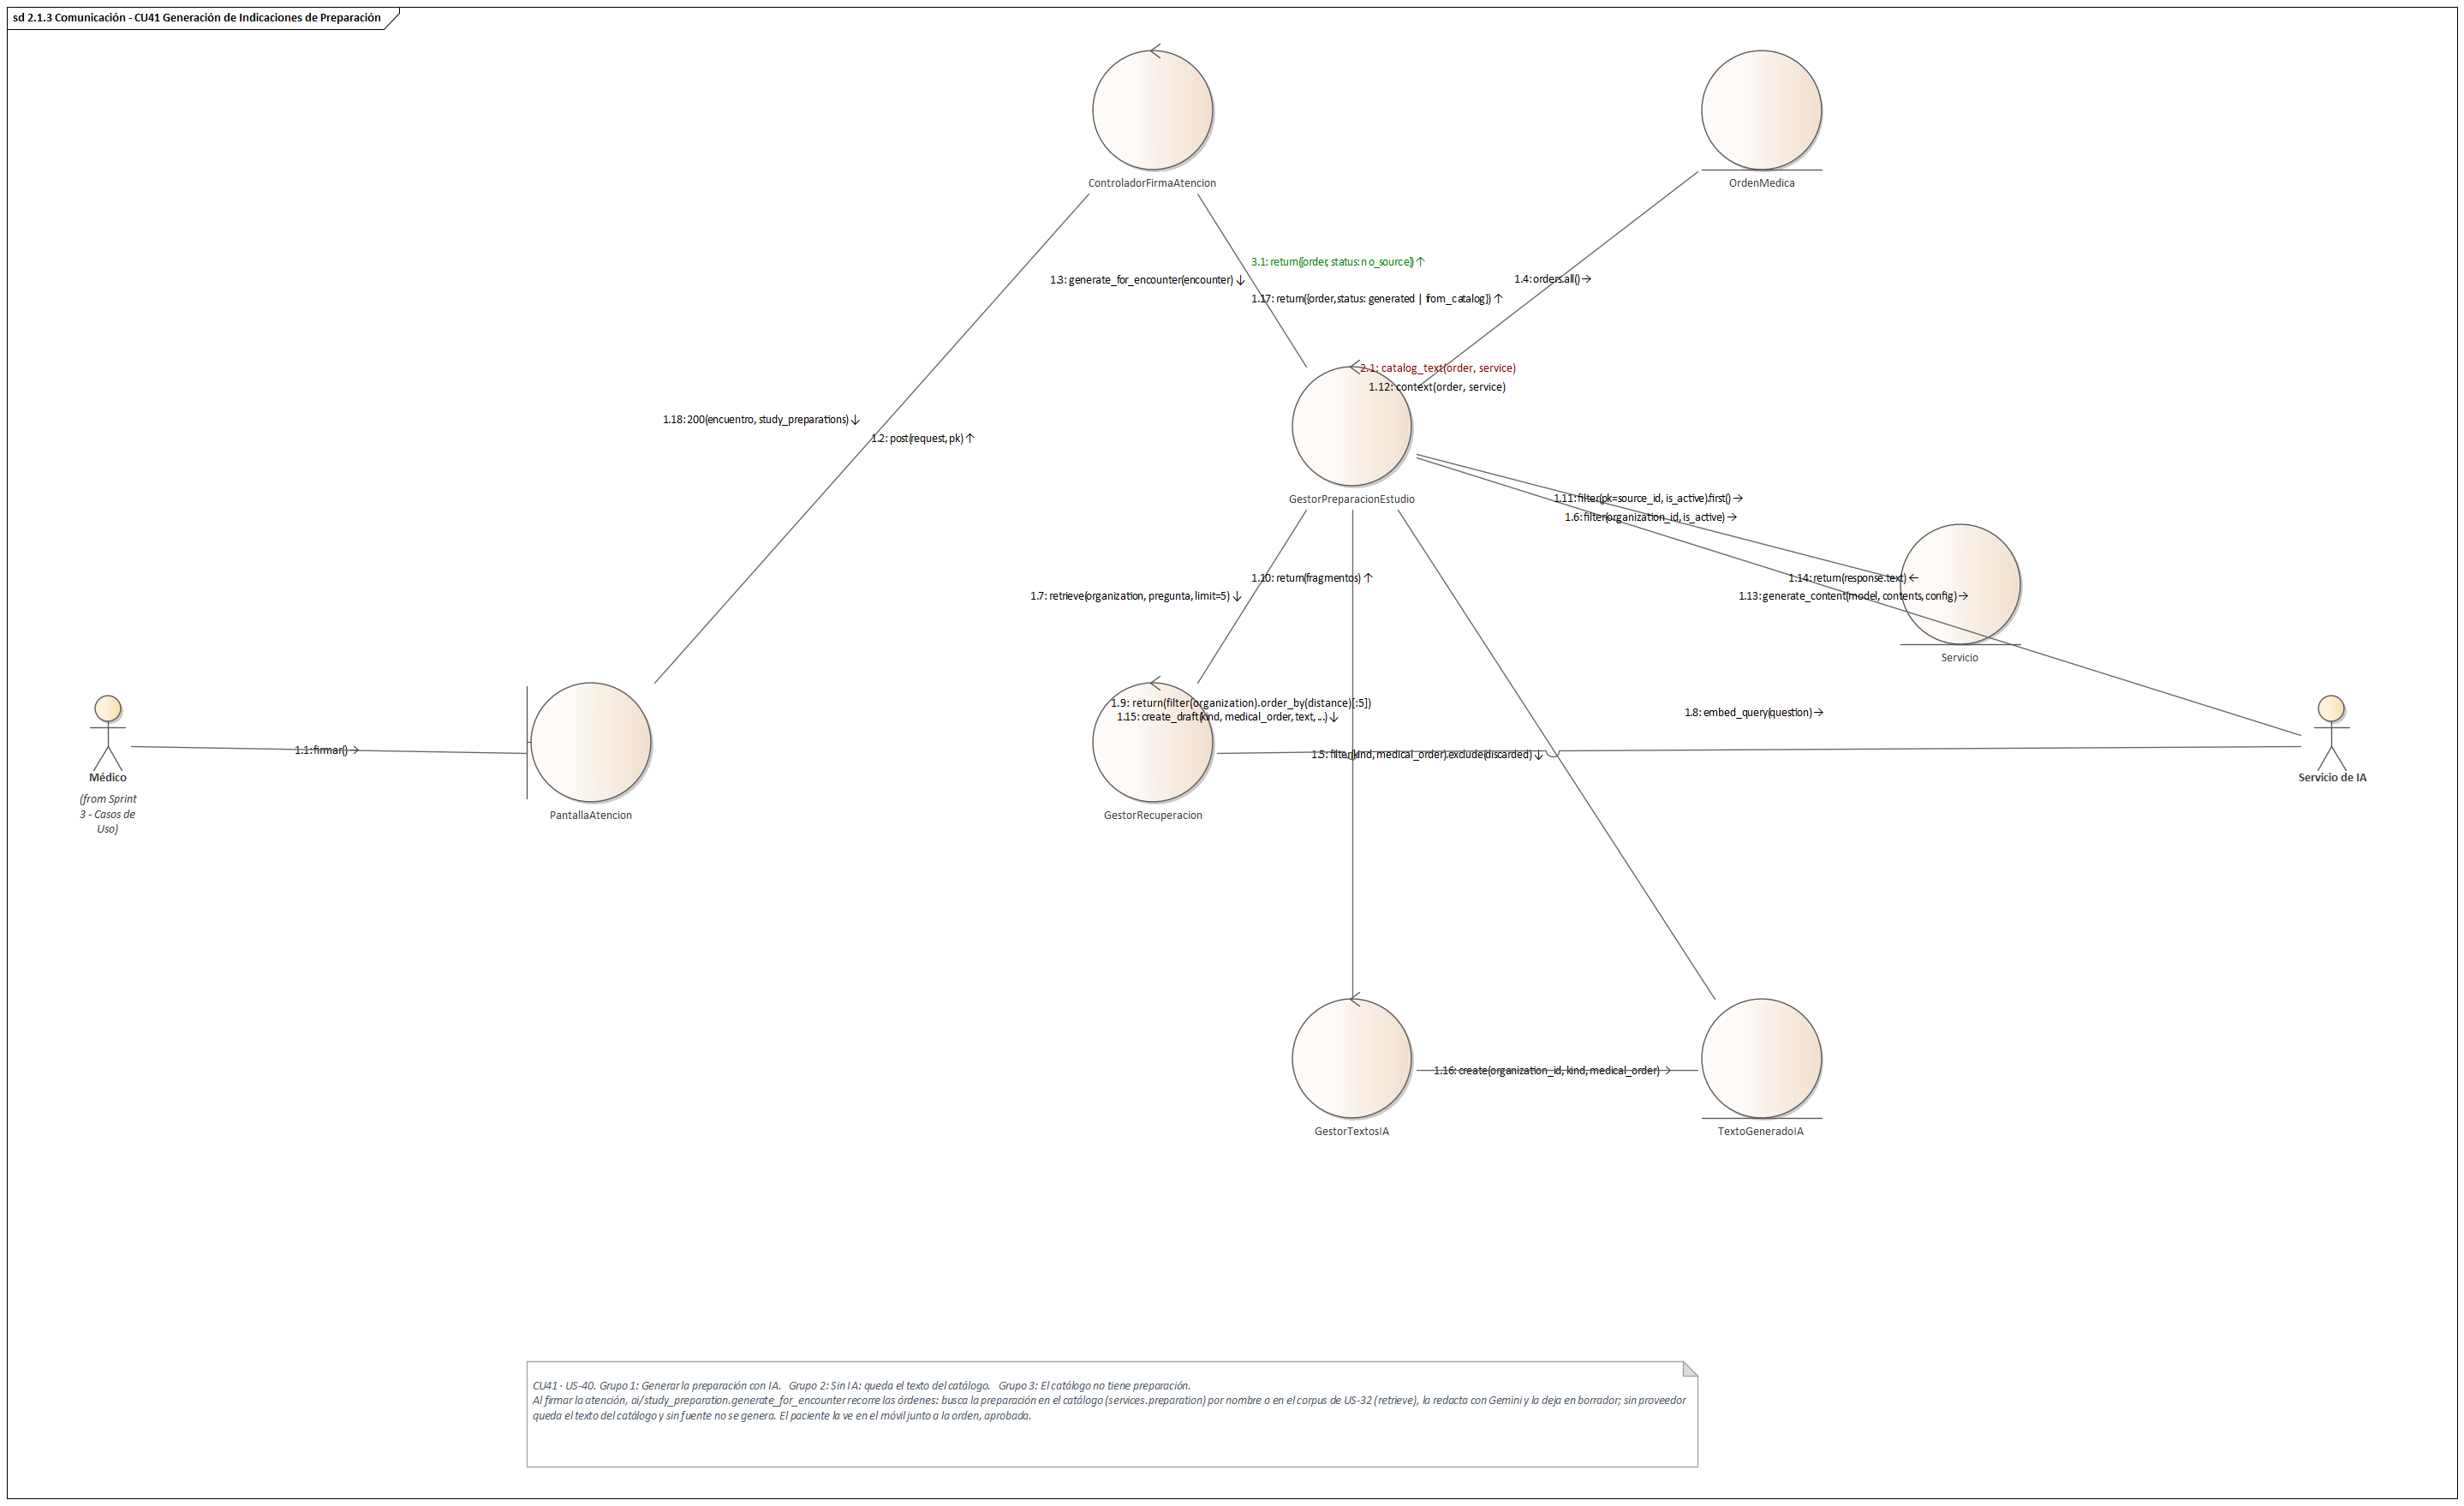 sd 2.1.3 Comunicación - CU41 Generación de Indicaciones de Preparación
ControladorFirmaAtencion
OrdenMedica
3.1: return({order, status: no_source})
1.3: generate_for_encounter(encounter)
1.4: orders.all()
1.17: return({order,status: generated | from_catalog})
2.1: catalog_text(order, service)
1.12: context(order, service)
1.18: 200(encuentro, study_preparations)
1.2: post(request, pk)
GestorPreparacionEstudio
1.11: filter(pk=source_id, is_active).first()
1.6: filter(organization_id, is_active)
1.10: return(fragmentos)
1.14: return(response.text)
1.7: retrieve(organization, pregunta, limit=5)
1.13: generate_content(model, contents, config)
Servicio
1.9: return(filter(organization).order_by(distance)[:5])
1.15: create_draft(kind, medical_order, text, ...)
1.8: embed_query(question)
1.1: firmar()
1.5: filter(kind, medical_order).exclude(discarded)
Médico
Servicio de IA
(from Sprint
3 - Casos de
Uso)
PantallaAtencion
GestorRecuperacion
1.16: create(organization_id, kind, medical_order)
GestorTextosIA
TextoGeneradoIA
CU41 · US-40. Grupo 1: Generar la preparación con IA.   Grupo 2: Sin IA: queda el texto del catálogo.   Grupo 3: El catálogo no tiene preparación.
Al firmar la atención, ai/study_preparation.generate_for_encounter recorre las órdenes: busca la preparación en el catálogo (services.preparation) por nombre o en el corpus de US-32 (retrieve), la redacta con Gemini y la deja en borrador; sin proveedor
queda el texto del catálogo y sin fuente no se genera. El paciente la ve en el móvil junto a la orden, aprobada.